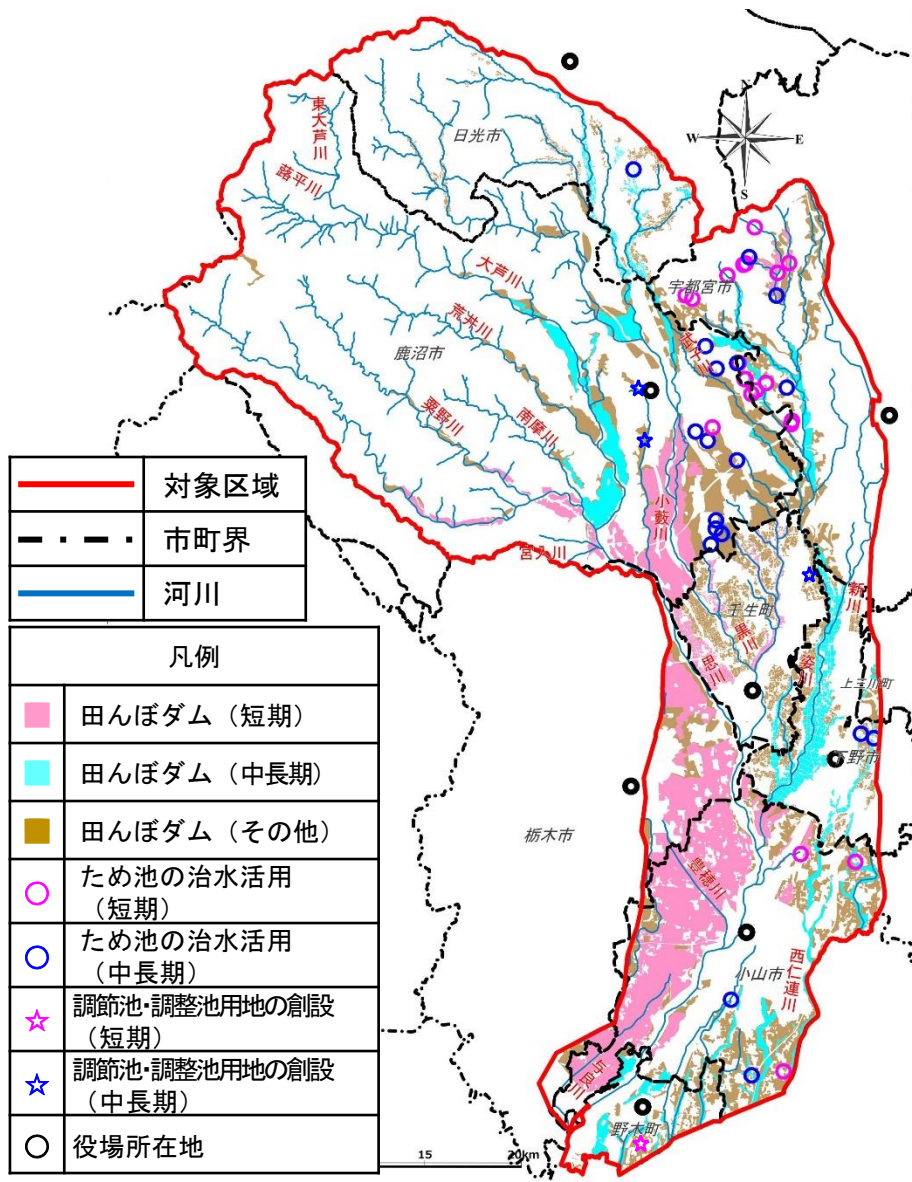 N
W
E
S
東大芦川
蕗平川
日光市
大芦川
荒井川
鹿沼市
粟野川
南摩川
宇都宮市
小藪川
宮入川
壬生町
黒川
思川
姿川
新川
上三川町
下野市
栃木市
豊穂川
小山市
西仁連川
与良川
野木町
対象区域
市町界
河川
凡例
田んぼダム（短期）
田んぼダム（中長期）
田んぼダム（その他）
ため池の治水活用
（短期）
ため池の治水活用
（中長期）
調節池・調整池用地の創設
（短期）
調節池・調整池用地の創設
（中長期）
役場所在地
15
20km